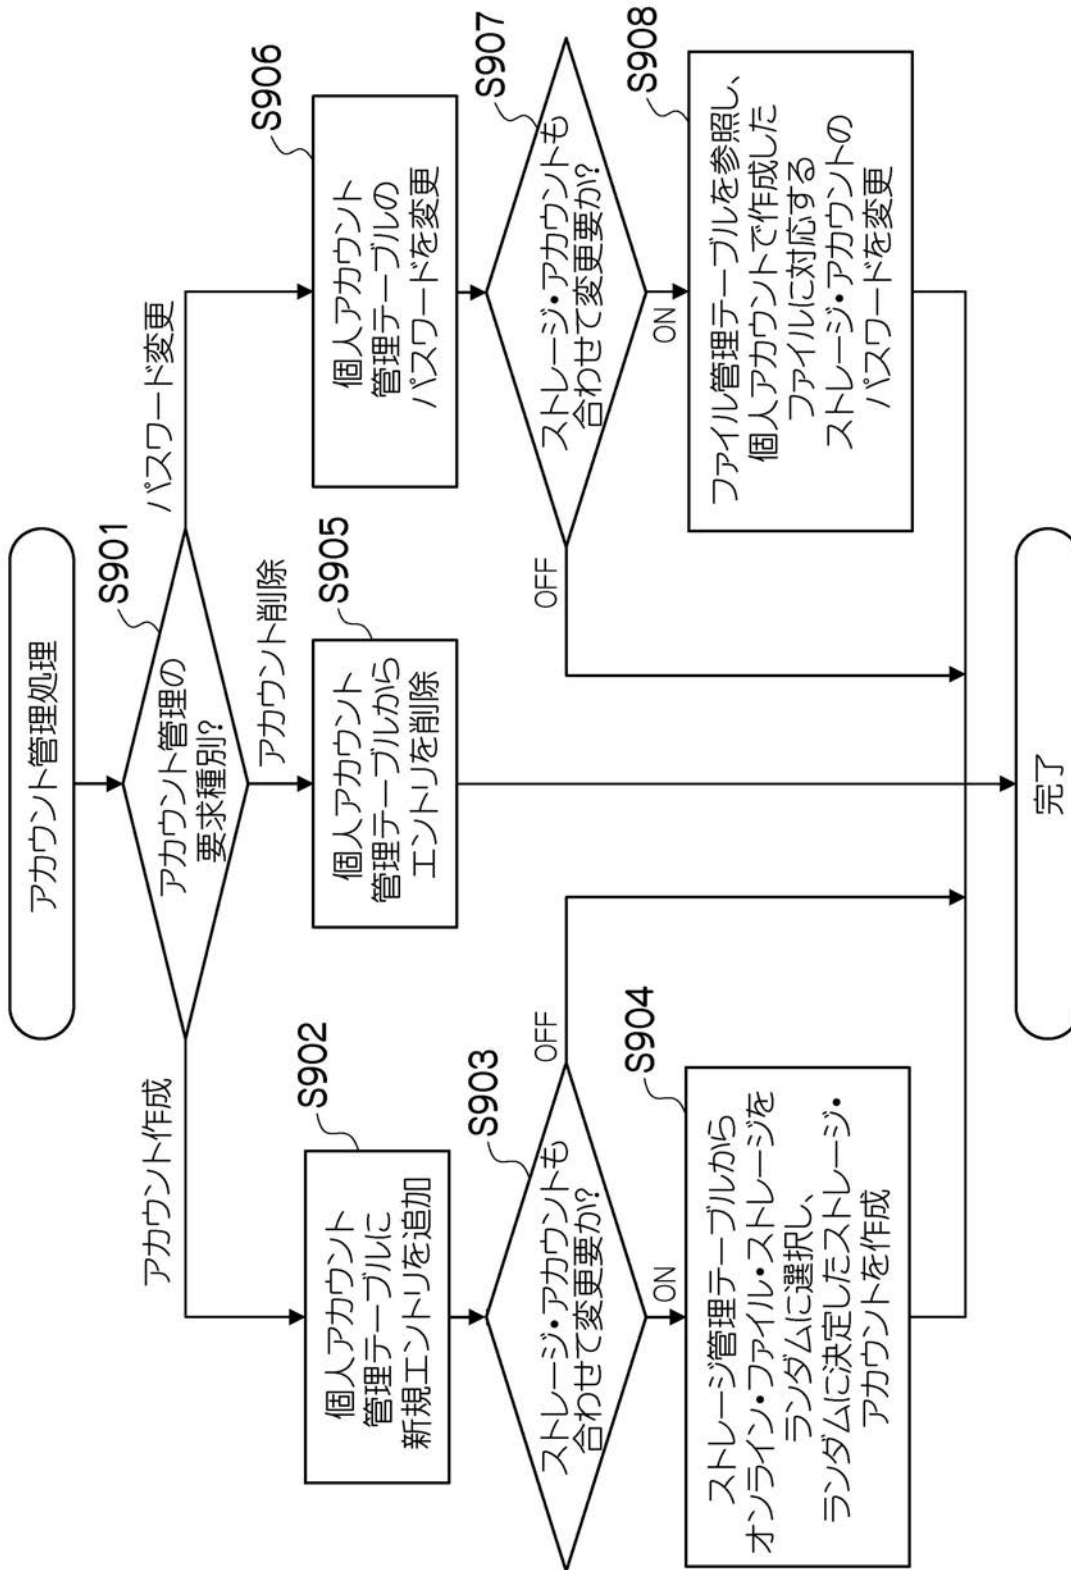 アカウント管理処理
S901
アカウント管理の
要求種別?
アカウント作成
アカウント削除
パスワード変更
S902
個人アカウント
管理テーブルに
新規エントリを追加
S903
ストレージ・アカウントも
合わせて変更要か?
OFF
ON
S904
ストレージ管理テーブルから
オンライン・ファイル・ストレージを
ランダムに選択し、
ランダムに決定したストレージ・
アカウントを作成
S905
個人アカウント
管理テーブルから
エントリを削除
S906
個人アカウント
管理テーブルの
パスワードを変更
S907
ストレージ・アカウントも
合わせて変更要か?
OFF
ON
S908
ファイル管理テーブルを参照し、
個人アカウントで作成した
ファイルに対応する
ストレージ・アカウントの
パスワードを変更
完了